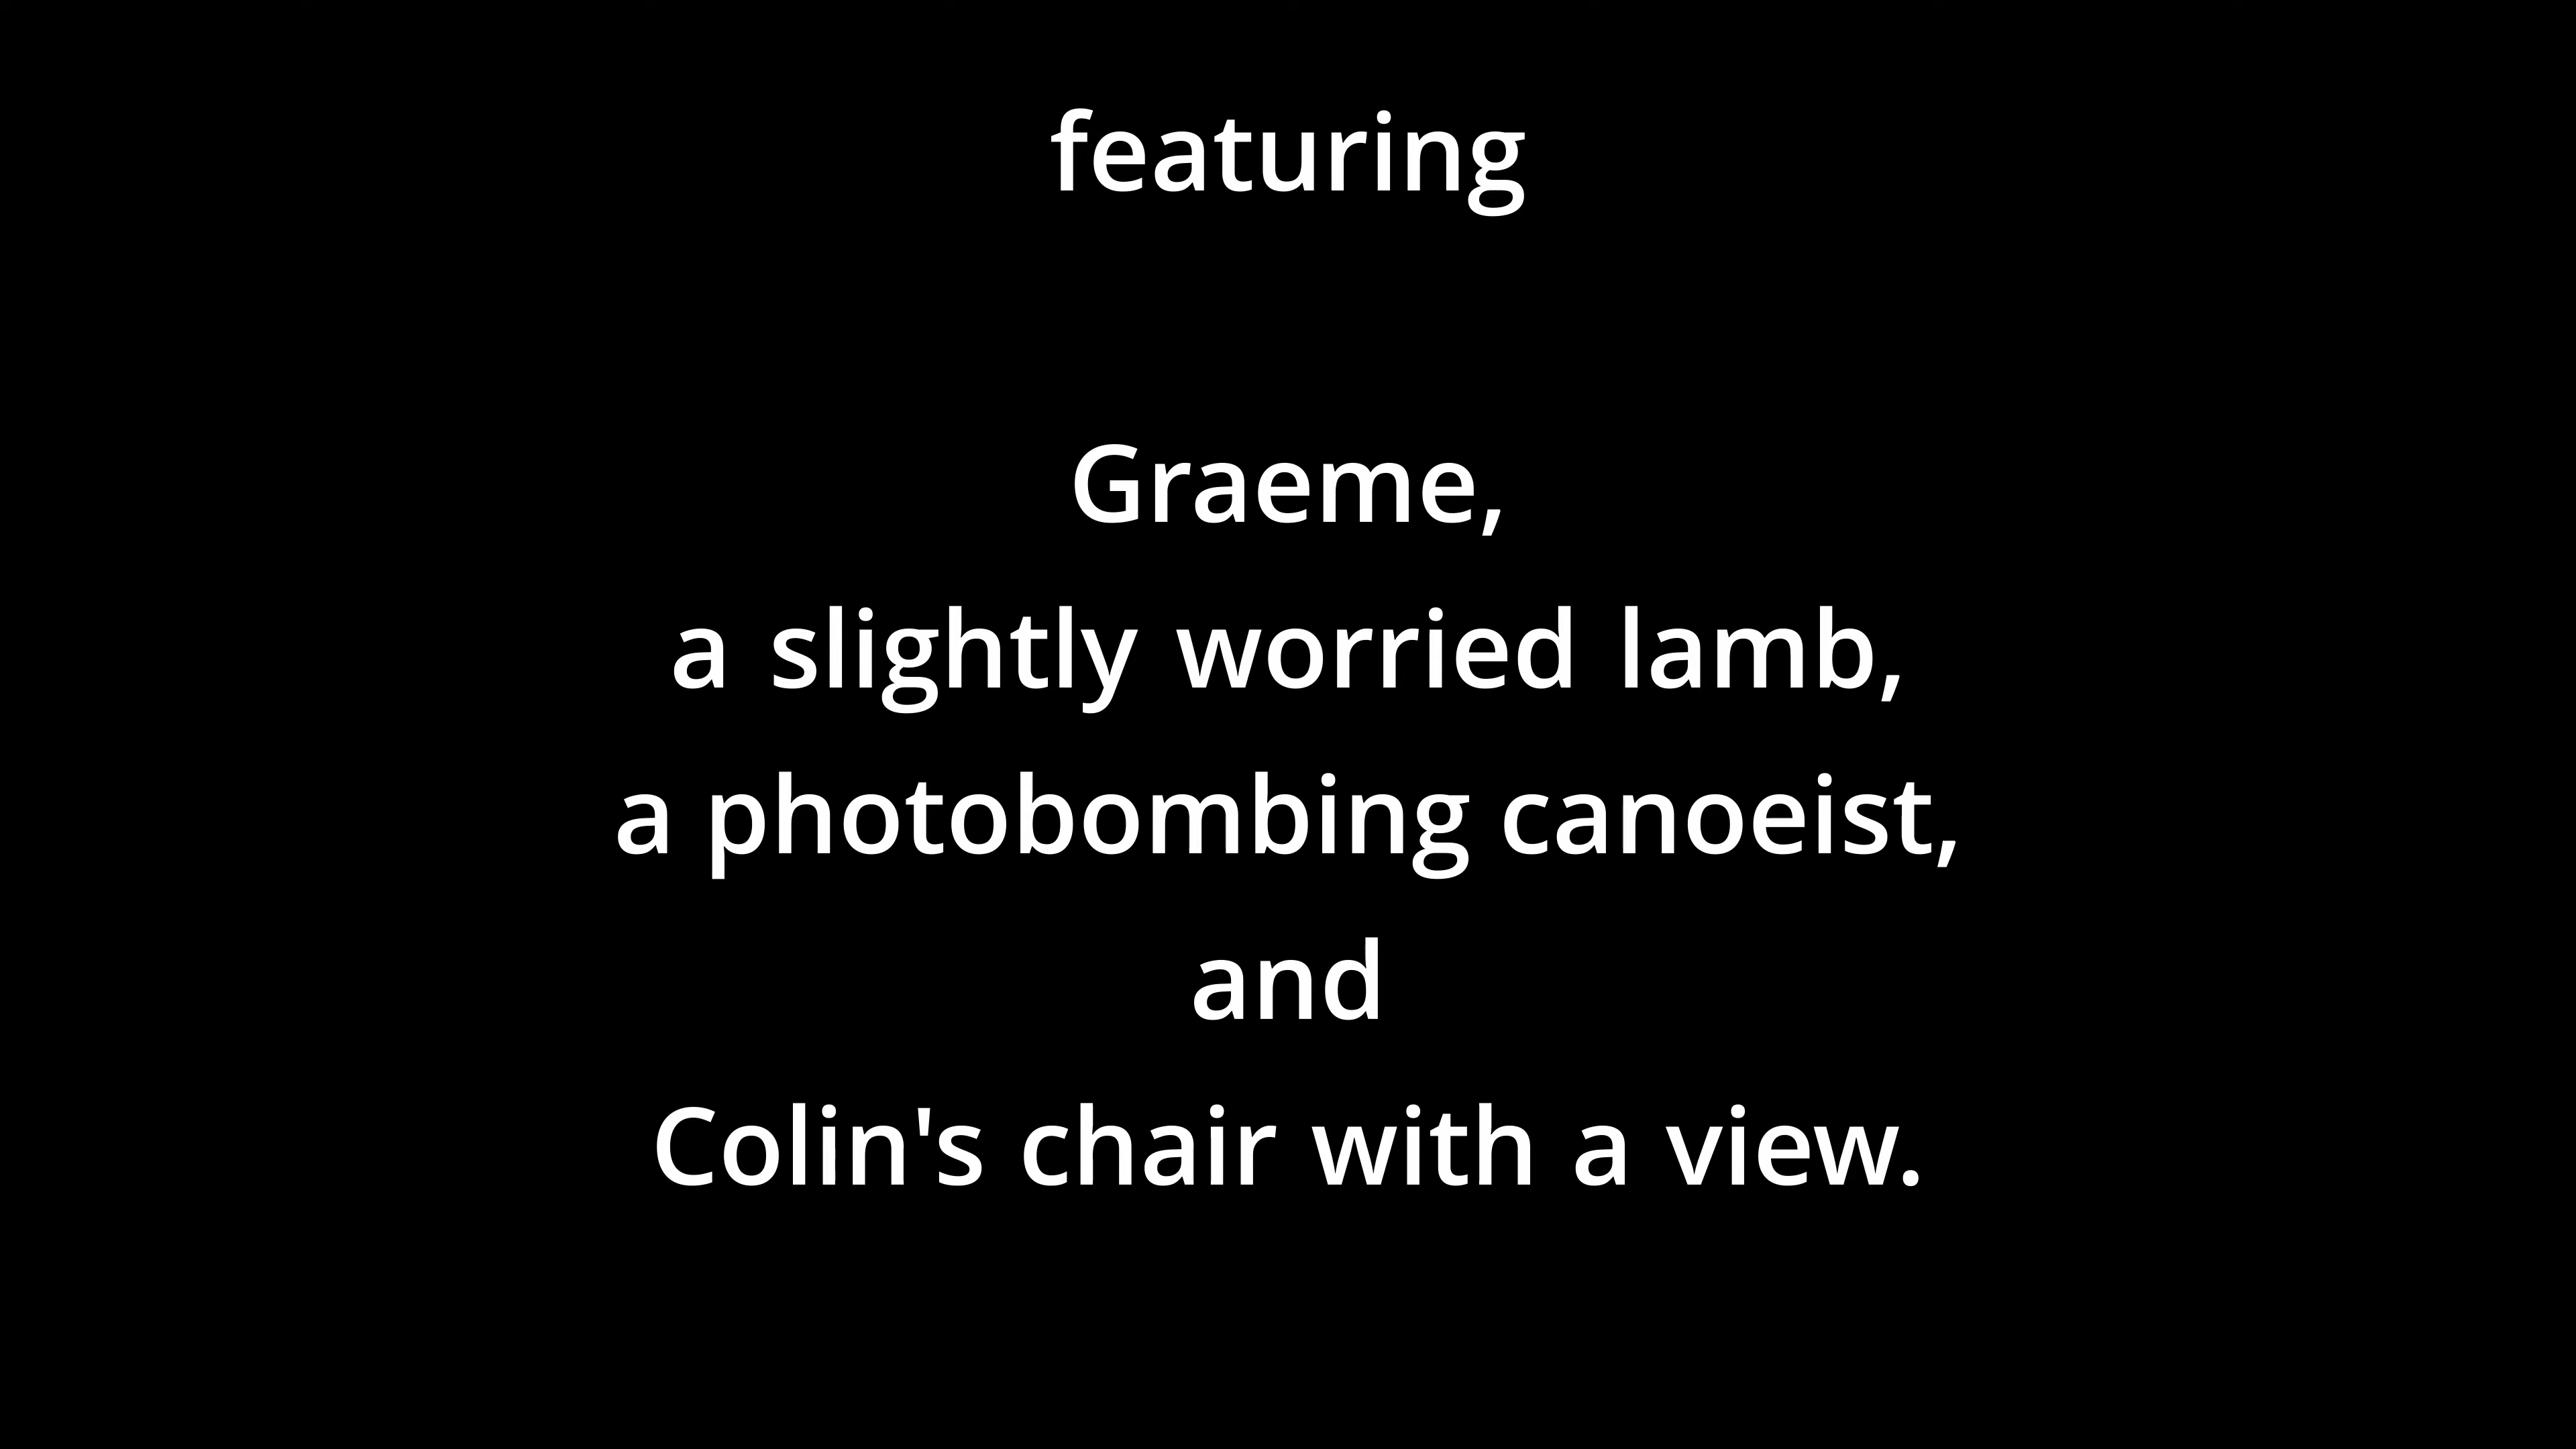 featuring
Graeme,
a slightly worried lamb,
a photobombing canoeist,
and
Colin's chair with a view.